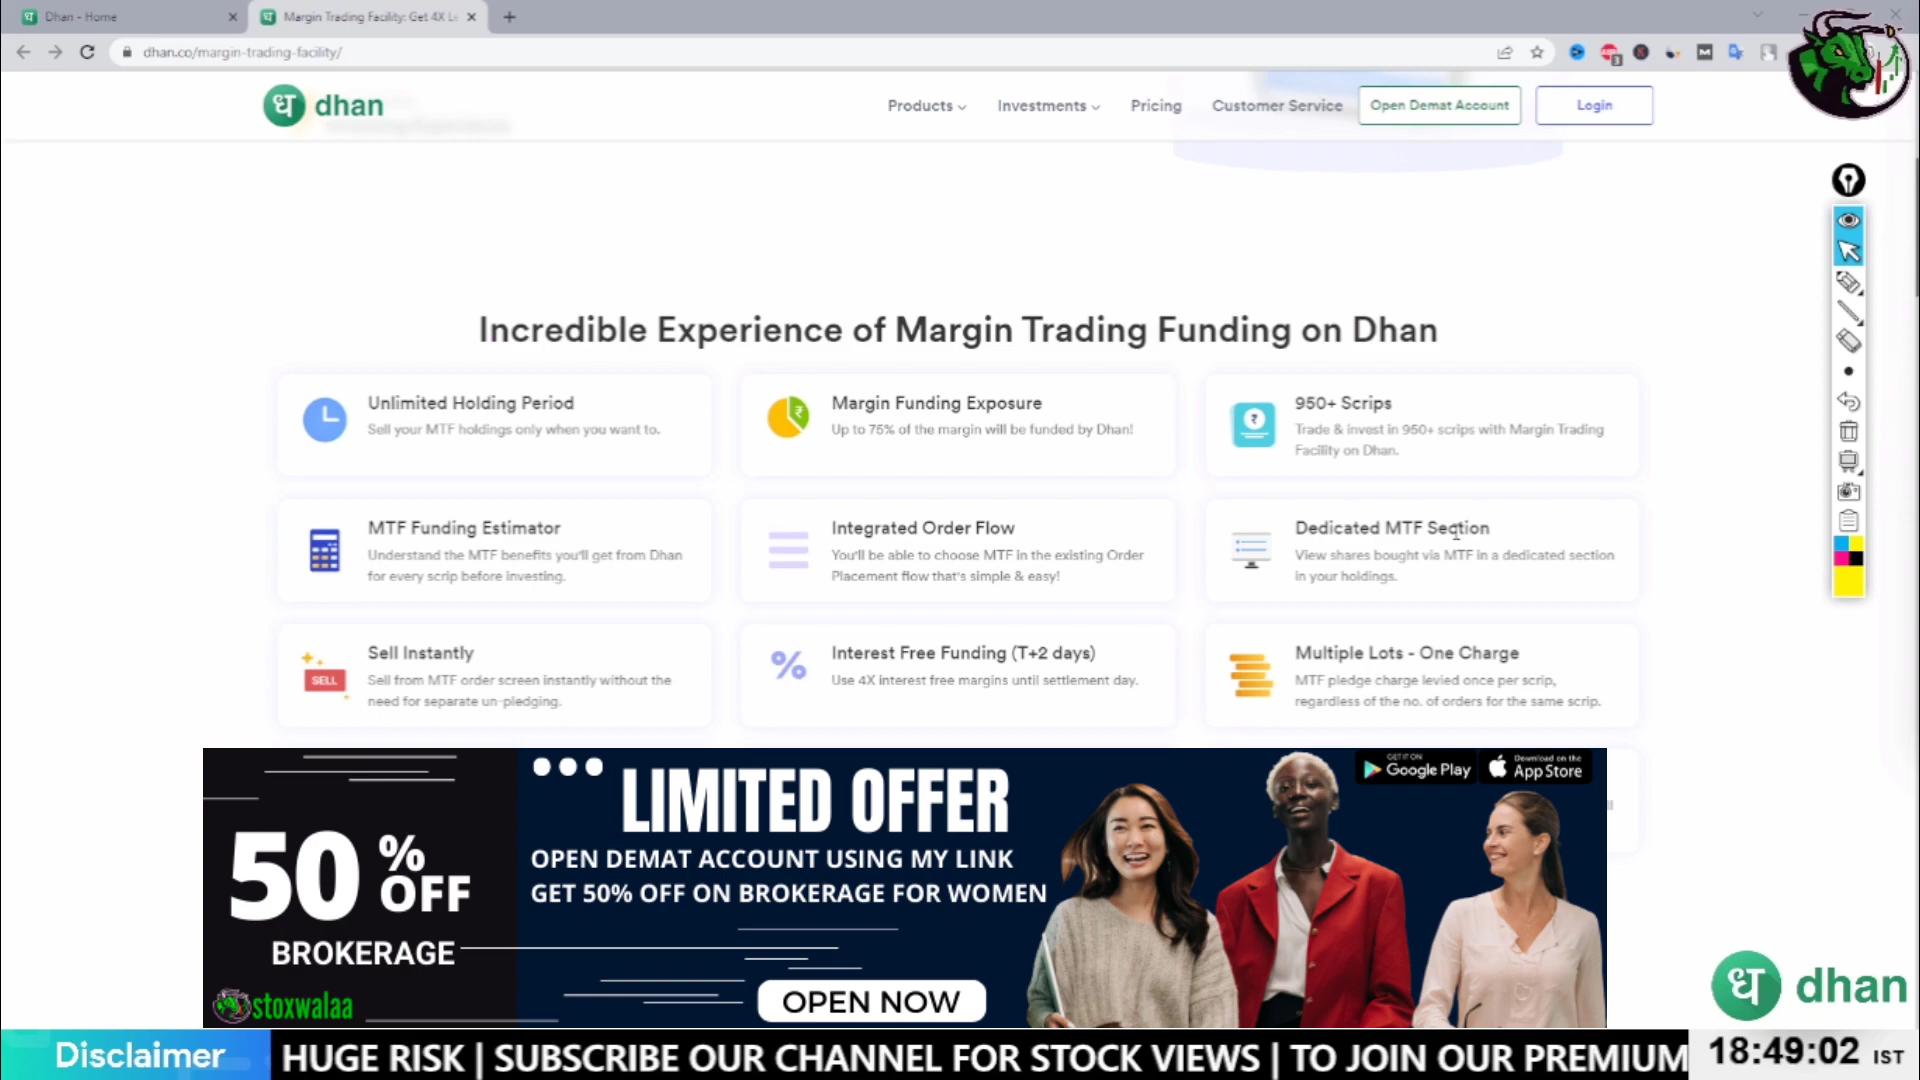 Dhan - Home
Margin Trading Facility: Get 4X Le
dhan.co/margin-trading-facility/
ध dhan
Products
Investments
Pricing
Customer Service
Open Demat Account
Login
Incredible Experience of Margin Trading Funding on Dhan
Unlimited Holding Period
Sell your MTF holdings only when you want to.
Margin Funding Exposure
Up to 75% of the margin will be funded by Dhan!
950+ Scrips
Trade & invest in 950+ scrips with Margin Trading
Facility on Dhan.
MTF Funding Estimator
Understand the MTF benefits you'll get from Dhan
for every scrip before investing.
Integrated Order Flow
You'll be able to choose MTF in the existing Order
Placement flow that's simple & easy!
Dedicated MTF Section
View shares bought via MTF in a dedicated section
in your holdings.
SELL
Sell Instantly
Sell from MTF order screen instantly without the
need for separate un-pledging.
%
Interest Free Funding (T+2 days)
Use 4X interest free margins until settlement day.
Multiple Lots - One Charge
MTF pledge charge levied once per scrip,
regardless of the no. of orders for the same scrip.
50 % OFF
BROKERAGE
stoxwalaa
LIMITED OFFER
OPEN DEMAT ACCOUNT USING MY LINK
GET 50% OFF ON BROKERAGE FOR WOMEN
OPEN NOW
GET IT ON
Google Play
Download on the
App Store
ध dhan
Disclaimer
HUGE RISK | SUBSCRIBE OUR CHANNEL FOR STOCK VIEWS | TO JOIN OUR PREMIUM
18:49:02 IST